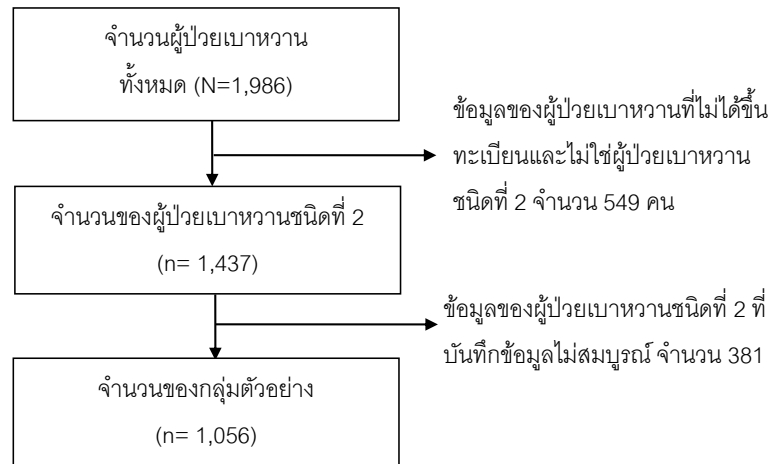 จำนวนผู้ป่วยเบาหวาน
ทั้งหมด (N=1,986)
ข้อมูลของผู้ป่วยเบาหวานที่ไม่ได้ขึ้น
ทะเบียนและไม่ใช่ผู้ป่วยเบาหวาน
ชนิดที่ 2 จำนวน 549 คน
จำนวนของผู้ป่วยเบาหวานชนิดที่ 2
(n= 1,437)
ข้อมูลของผู้ป่วยเบาหวานชนิดที่ 2 ที่
บันทึกข้อมูลไม่สมบูรณ์ จำนวน 381
จำนวนของกลุ่มตัวอย่าง
(n= 1,056)